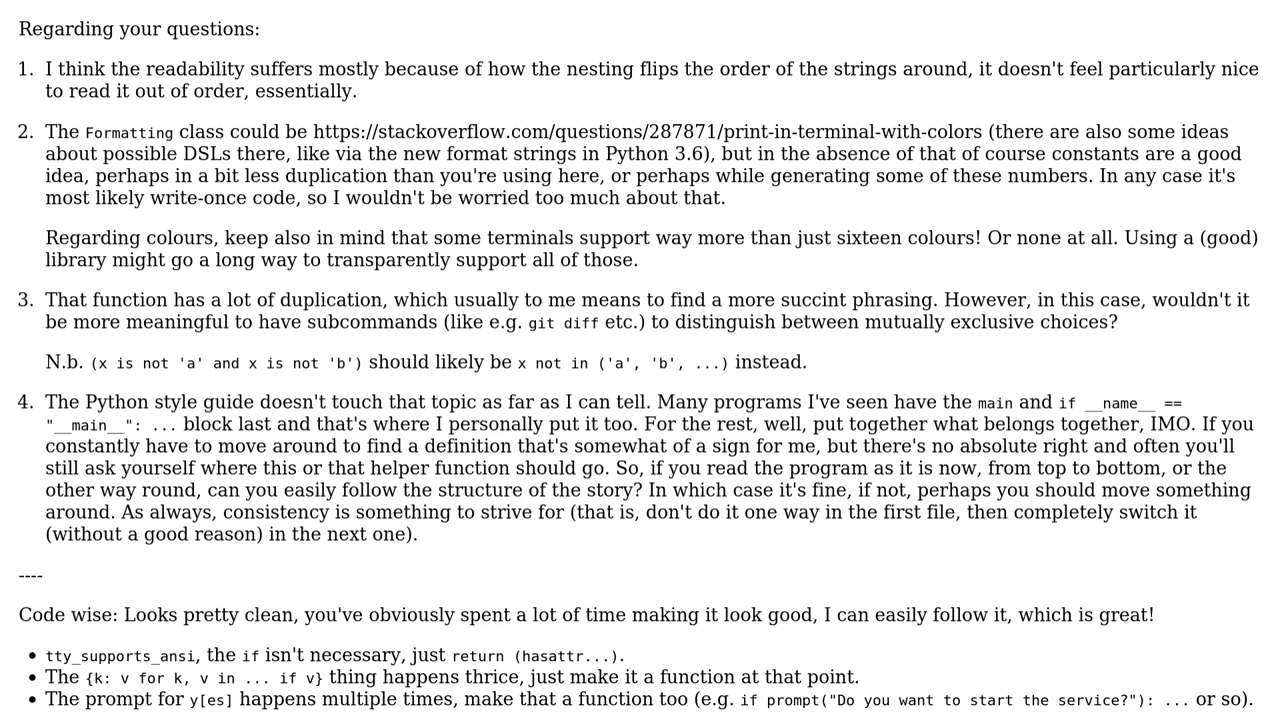 Regarding your questions:
1. I think the readability suffers mostly because of how the nesting flips the order of the strings around, it doesn't feel particularly nice
to read it out of order, essentially.
2. The Formatting class could be https://stackoverflow.com/questions/287871/print-in-terminal-with-colors (there are also some ideas
about possible DSLs there, like via the new format strings in Python 3.6), but in the absence of that of course constants are a good
idea, perhaps in a bit less duplication than you're using here, or perhaps while generating some of these numbers. In any case it's
most likely write-once code, so I wouldn't be worried too much about that.
Regarding colours, keep also in mind that some terminals support way more than just sixteen colours! Or none at all. Using a (good)
library might go a long way to transparently support all of those.
3. That function has a lot of duplication, which usually to me means to find a more succint phrasing. However, in this case, wouldn't it
be more meaningful to have subcommands (like e.g. git diff etc.) to distinguish between mutually exclusive choices?
N.b. (x is not 'a' and x is not 'b') should likely be x not in ('a', 'b', ...) instead.
4. The Python style guide doesn't touch that topic as far as I can tell. Many programs I've seen have the main and if __name__ ==
"__main__": ... block last and that's where I personally put it too. For the rest, well, put together what belongs together, IMO. If you
constantly have to move around to find a definition that's somewhat of a sign for me, but there's no absolute right and often you'll
still ask yourself where this or that helper function should go. So, if you read the program as it is now, from top to bottom, or the
other way round, can you easily follow the structure of the story? In which case it's fine, if not, perhaps you should move something
around. As always, consistency is something to strive for (that is, don't do it one way in the first file, then completely switch it
(without a good reason) in the next one).
----
Code wise: Looks pretty clean, you've obviously spent a lot of time making it look good, I can easily follow it, which is great!
• tty_supports_ansi, the if isn't necessary, just return (hasattr...).
• The {k: v for k, v in ... if v} thing happens thrice, just make it a function at that point.
• The prompt for y[es] happens multiple times, make that a function too (e.g. if prompt("Do you want to start the service?"): ... or so).